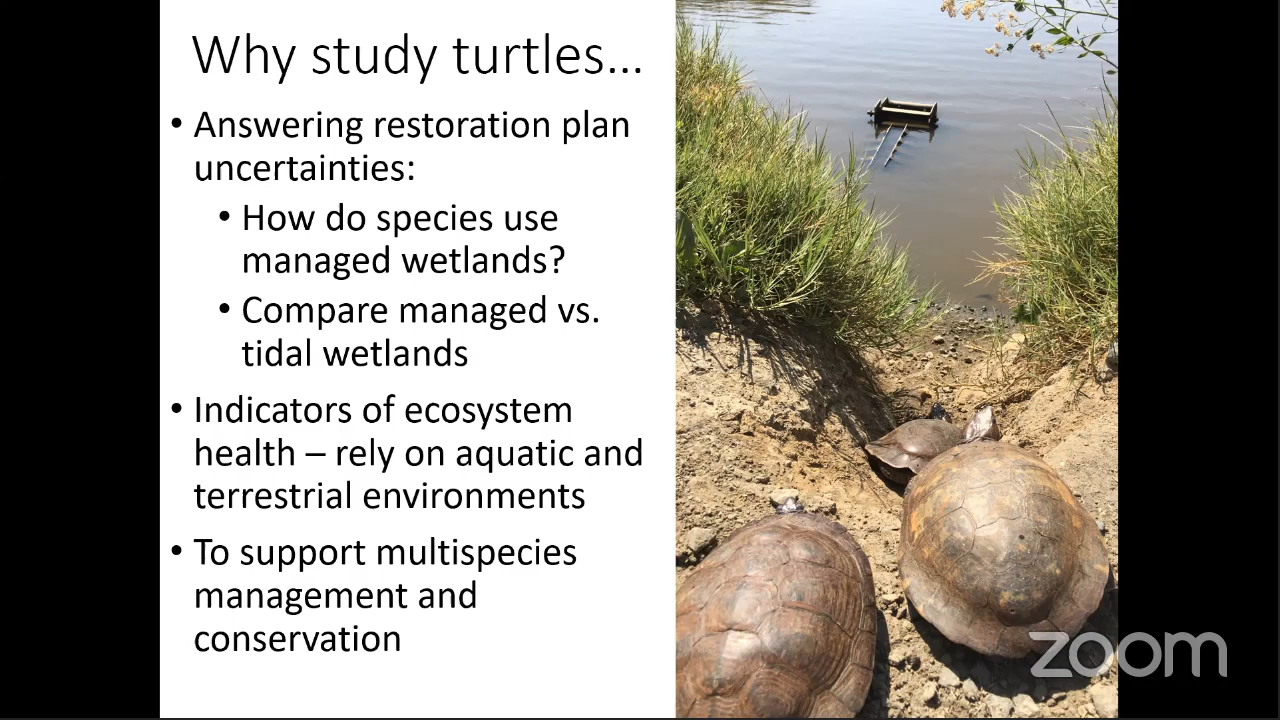 Why study turtles...
• Answering restoration plan
uncertainties:
• How do species use
managed wetlands?
• Compare managed vs.
tidal wetlands
• Indicators of ecosystem
health – rely on aquatic and
terrestrial environments
• To support multispecies
management and
conservation
zoom